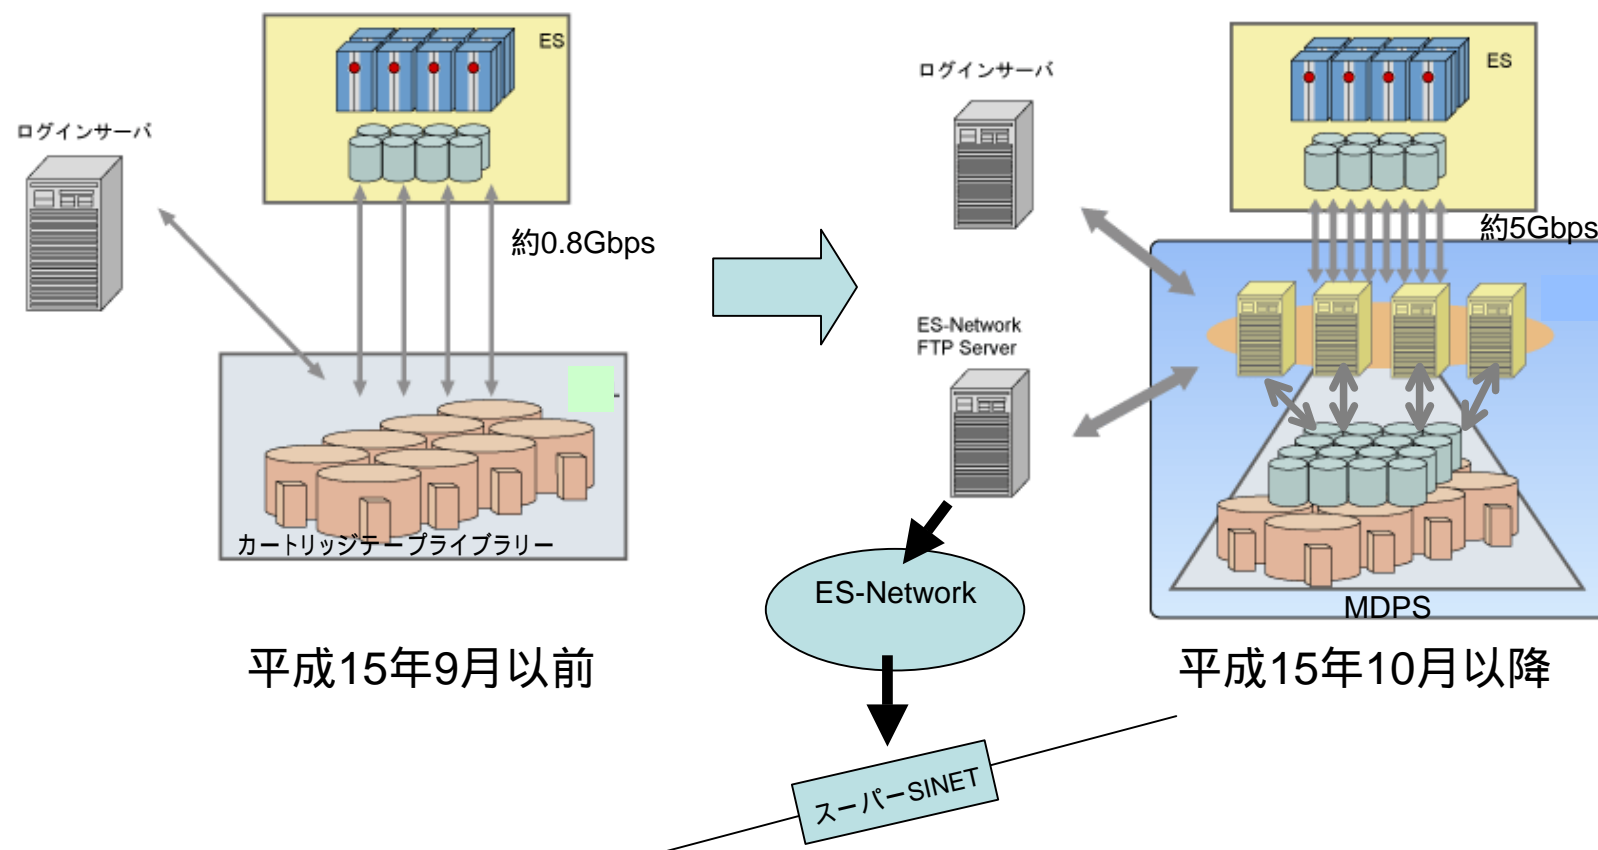 ES
ログインサーバ
約0.8Gbps
カートリッジテープライブラリー
平成15年9月以前
ログインサーバ
ES
約5Gbps
ES-Network
FTP Server
MDPS
平成15年10月以降
ES-Network
スーパーSINET